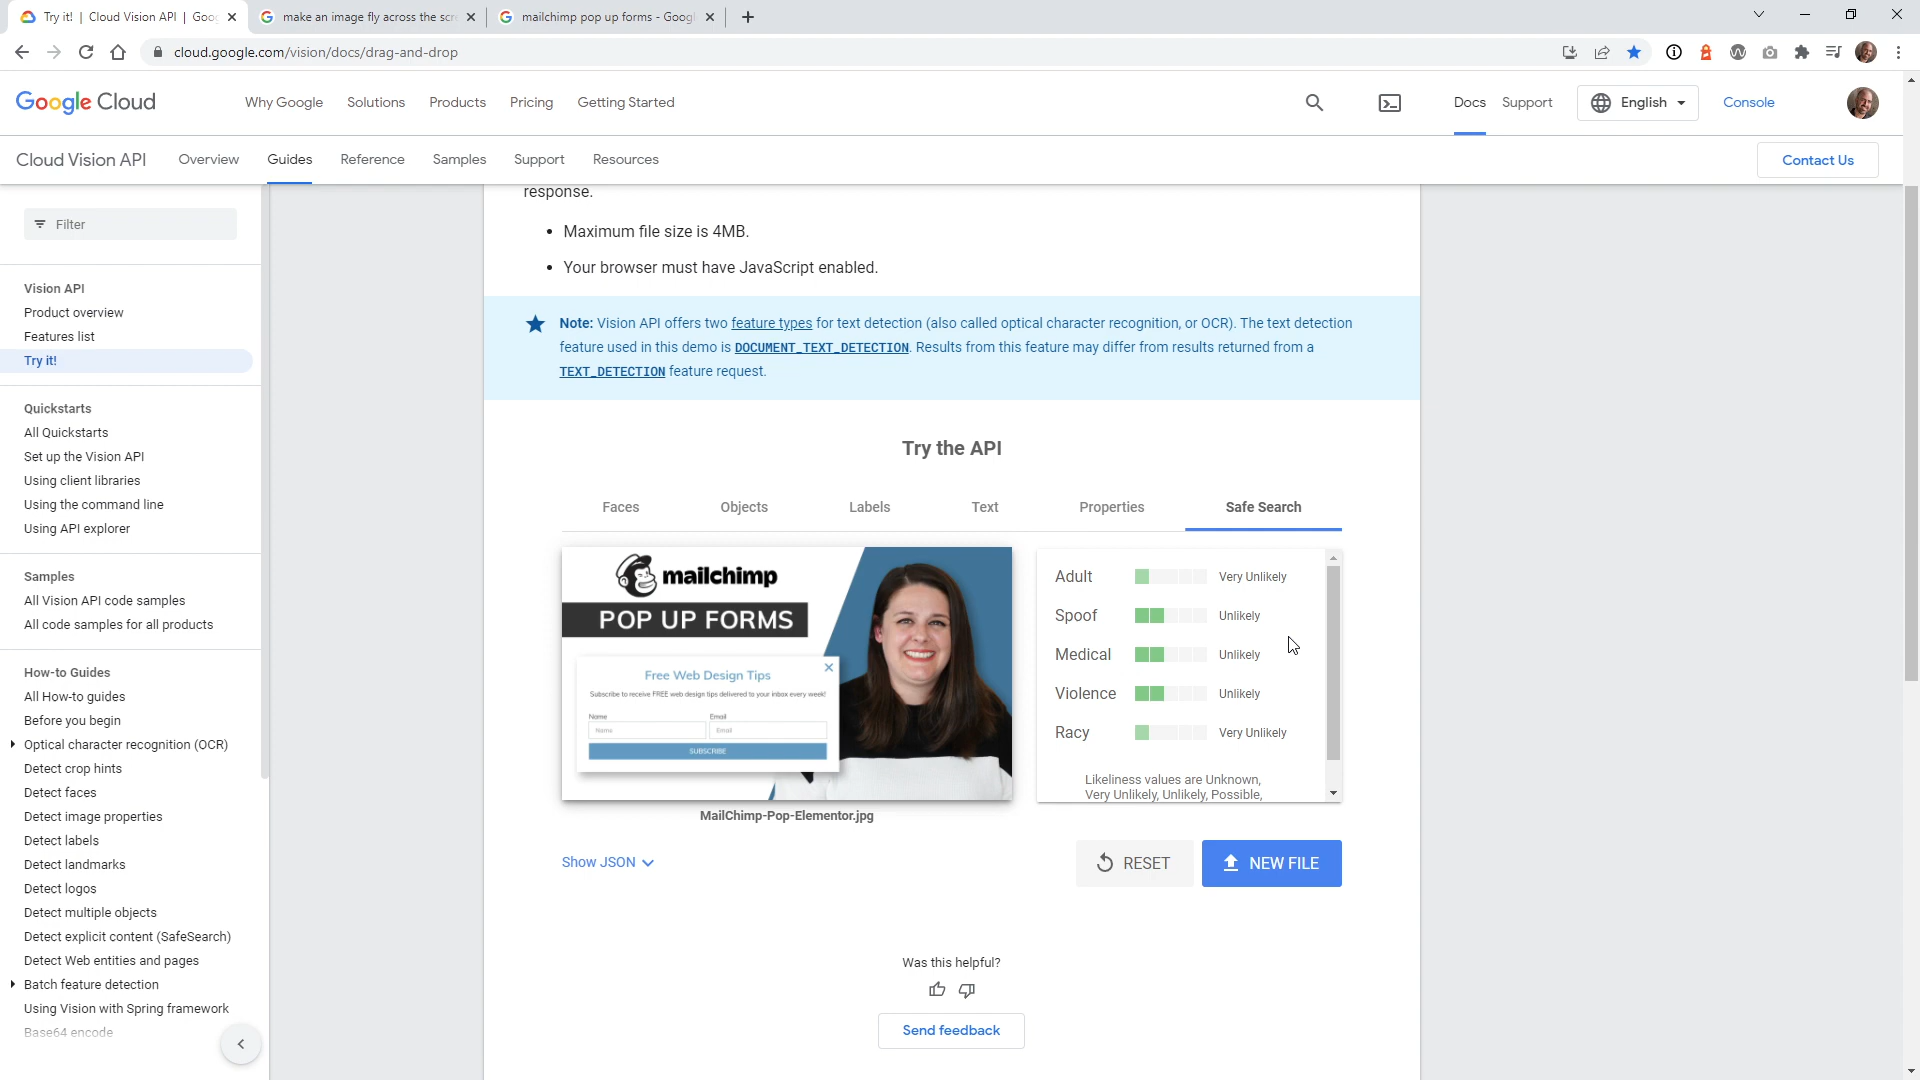 Try it! | Cloud Vision API | Goo
make an image fly across the scre
mailchimp pop up forms - Googl
cloud.google.com/vision/docs/drag-and-drop
Google Cloud
Why Google
Solutions
Products
Pricing
Getting Started
Docs
Support
English
Console
Cloud Vision API
Overview
Guides
Reference
Samples
Support
Resources
Contact Us
Filter
Vision API
Product overview
Features list
Try it!
Quickstarts
All Quickstarts
Set up the Vision API
Using client libraries
Using the command line
Using API explorer
Samples
All Vision API code samples
All code samples for all products
How-to Guides
All How-to guides
Before you begin
Optical character recognition (OCR)
Detect crop hints
Detect faces
Detect image properties
Detect labels
Detect landmarks
Detect logos
Detect multiple objects
Detect explicit content (SafeSearch)
Detect Web entities and pages
Batch feature detection
Using Vision with Spring framework
Base64 encode
response.
• Maximum file size is 4MB.
• Your browser must have JavaScript enabled.
Note: Vision API offers two feature types for text detection (also called optical character recognition, or OCR). The text detection
feature used in this demo is DOCUMENT_TEXT_DETECTION. Results from this feature may differ from results returned from a
TEXT_DETECTION feature request.
Try the API
Faces
Objects
Labels
Text
Properties
Safe Search
mailchimp
POP UP FORMS
Free Web Design Tips
Subscribe to receive FREE web design tips delivered to your inbox every week!
Name
Email
Name
Email
SUBSCRIBE
MailChimp-Pop-Elementor.jpg
Adult Very Unlikely
Spoof Unlikely
Medical Unlikely
Violence Unlikely
Racy Very Unlikely
Likeliness values are Unknown,
Very Unlikely, Unlikely, Possible,
Show JSON
RESET
NEW FILE
Was this helpful?
Send feedback